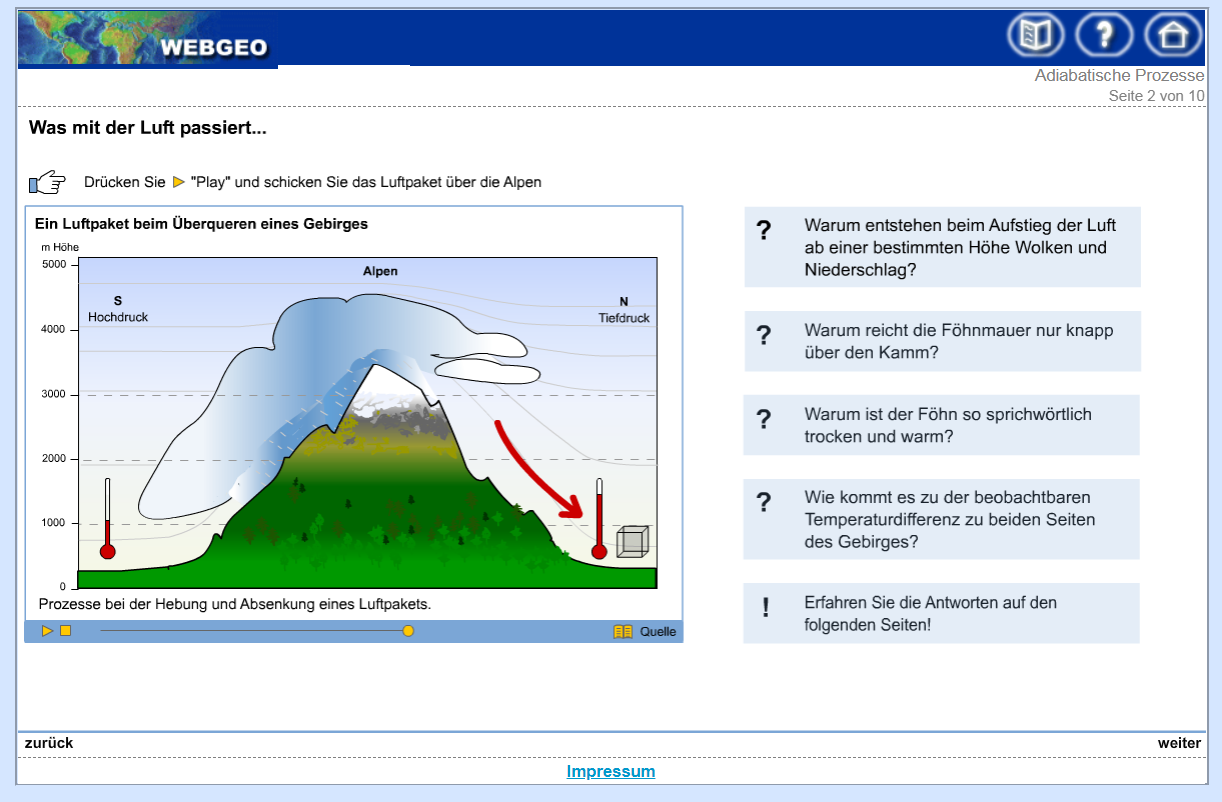 WEBGEO
?
Adiabatische Prozesse
Seite 2 von 10
Was mit der Luft passiert...
Drücken Sie "Play" und schicken Sie das Luftpaket über die Alpen
Ein Luftpaket beim Überqueren eines Gebirges
m Höhe
5000
Alpen
S
Hochdruck
N
Tiefdruck
4000
3000
2000
1000
0
Prozesse bei der Hebung und Absenkung eines Luftpakets.
Quelle
? Warum entstehen beim Aufstieg der Luft
ab einer bestimmten Höhe Wolken und
Niederschlag?
? Warum reicht die Föhnmauer nur knapp
über den Kamm?
? Warum ist der Föhn so sprichwörtlich
trocken und warm?
? Wie kommt es zu der beobachtbaren
Temperaturdifferenz zu beiden Seiten
des Gebirges?
! Erfahren Sie die Antworten auf den
folgenden Seiten!
zurück
weiter
Impressum